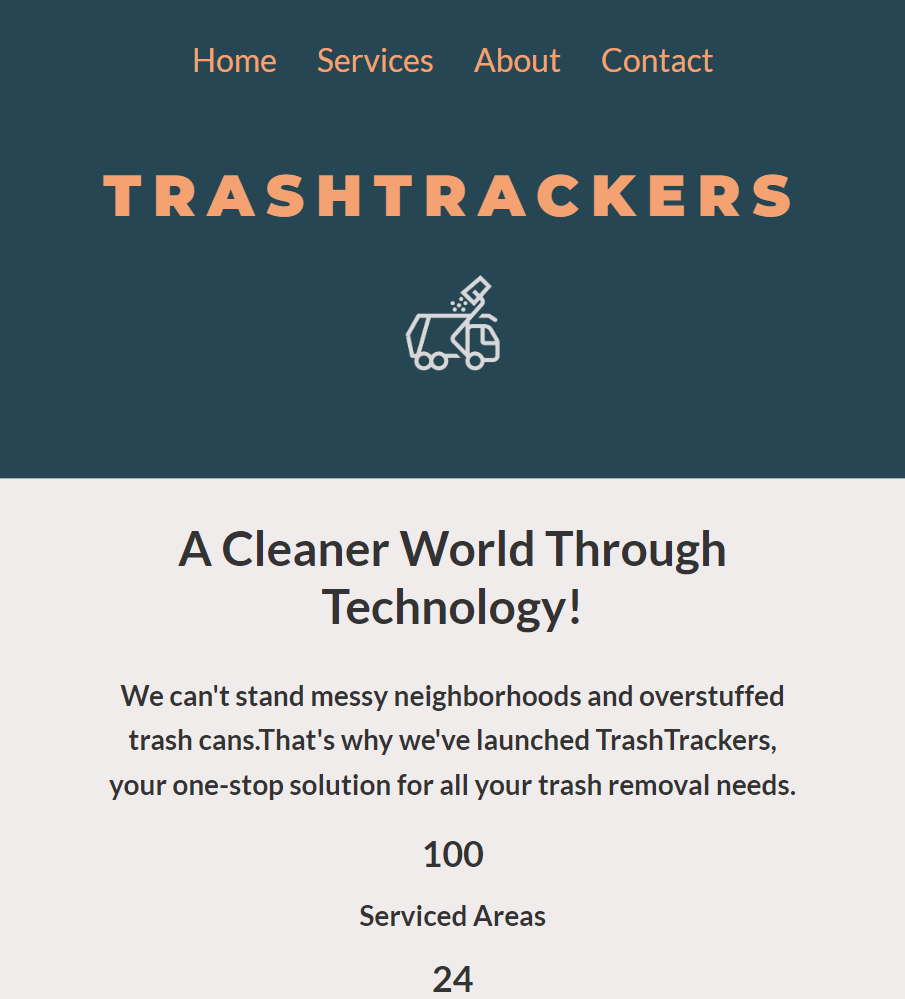 Home Services About Contact
TRASHTRACKERS
A Cleaner World Through
Technology!
We can't stand messy neighborhoods and overstuffed
trash cans.That's why we've launched TrashTrackers,
your one-stop solution for all your trash removal needs.
100
Serviced Areas
24